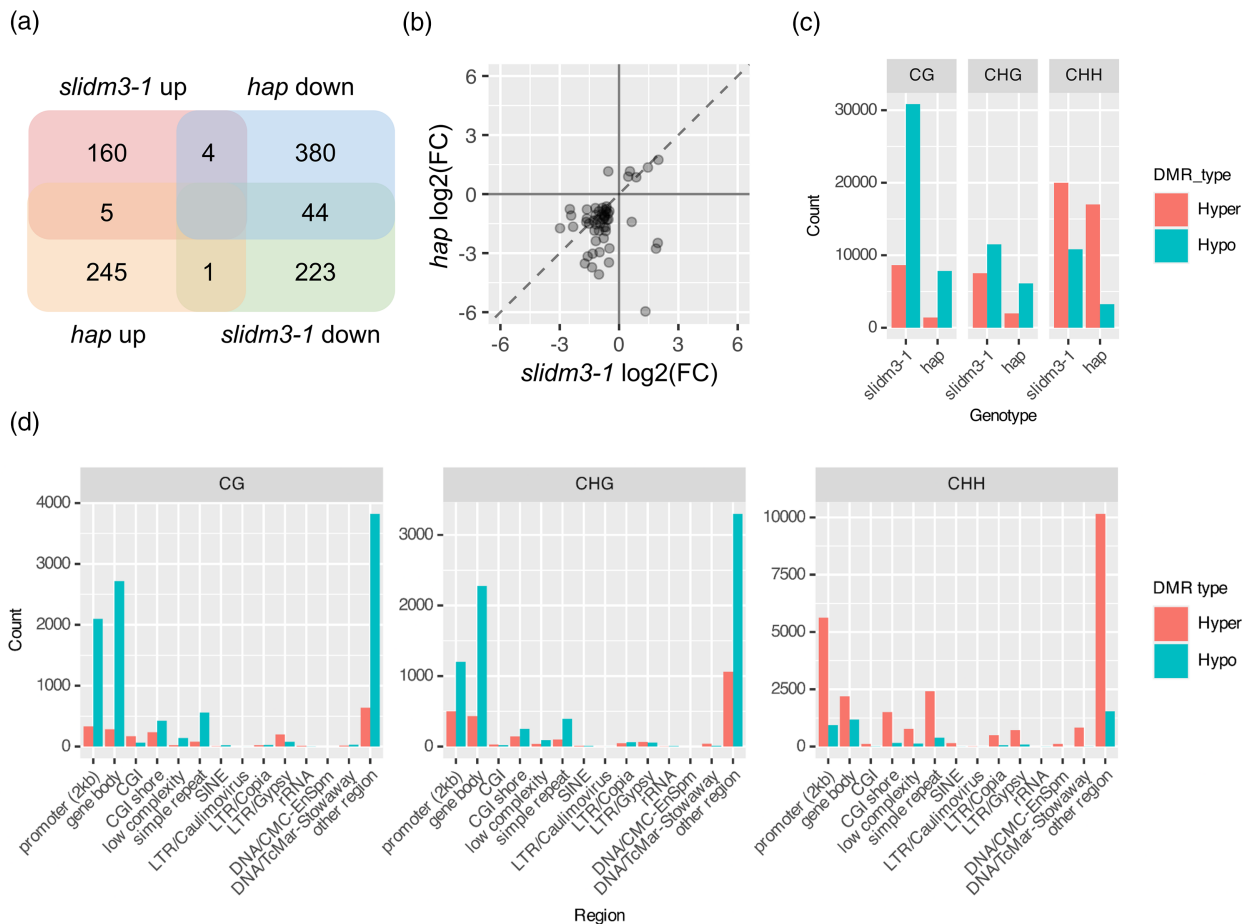 (a)
slidm3-1 up hap down
160 4 380
5 44
245 1 223
hap up slidm3-1 down
(b)
hap log2(FC)
6
3
0
-3
-6
-6 -3 0 3 6
slidm3-1 log2(FC)
(c)
CG CHG CHH
Count
30000
20000
10000
0
slidm3-1 hap slidm3-1 hap slidm3-1 hap
Genotype
DMR_type
Hyper
Hypo
(d)
CG
Count
4000
3000
2000
1000
0
promoter (2kb)
gene body
CGI
CGI shore
low complexity
simple repeat
SINE
LTR/Caulimovirus
LTR/Copia
LTR/Gypsy
rRNA
DNA/CMC-EnSpm
DNA/TcMar-Stowaway
other region
CHG
3000
2000
1000
0
promoter (2kb)
gene body
CGI
CGI shore
low complexity
simple repeat
SINE
LTR/Caulimovirus
LTR/Copia
LTR/Gypsy
rRNA
DNA/CMC-EnSpm
DNA/TcMar-Stowaway
other region
CHH
10000
7500
5000
2500
0
promoter (2kb)
gene body
CGI
CGI shore
low complexity
simple repeat
SINE
LTR/Caulimovirus
LTR/Copia
LTR/Gypsy
rRNA
DNA/CMC-EnSpm
DNA/TcMar-Stowaway
other region
Region
DMR type
Hyper
Hypo